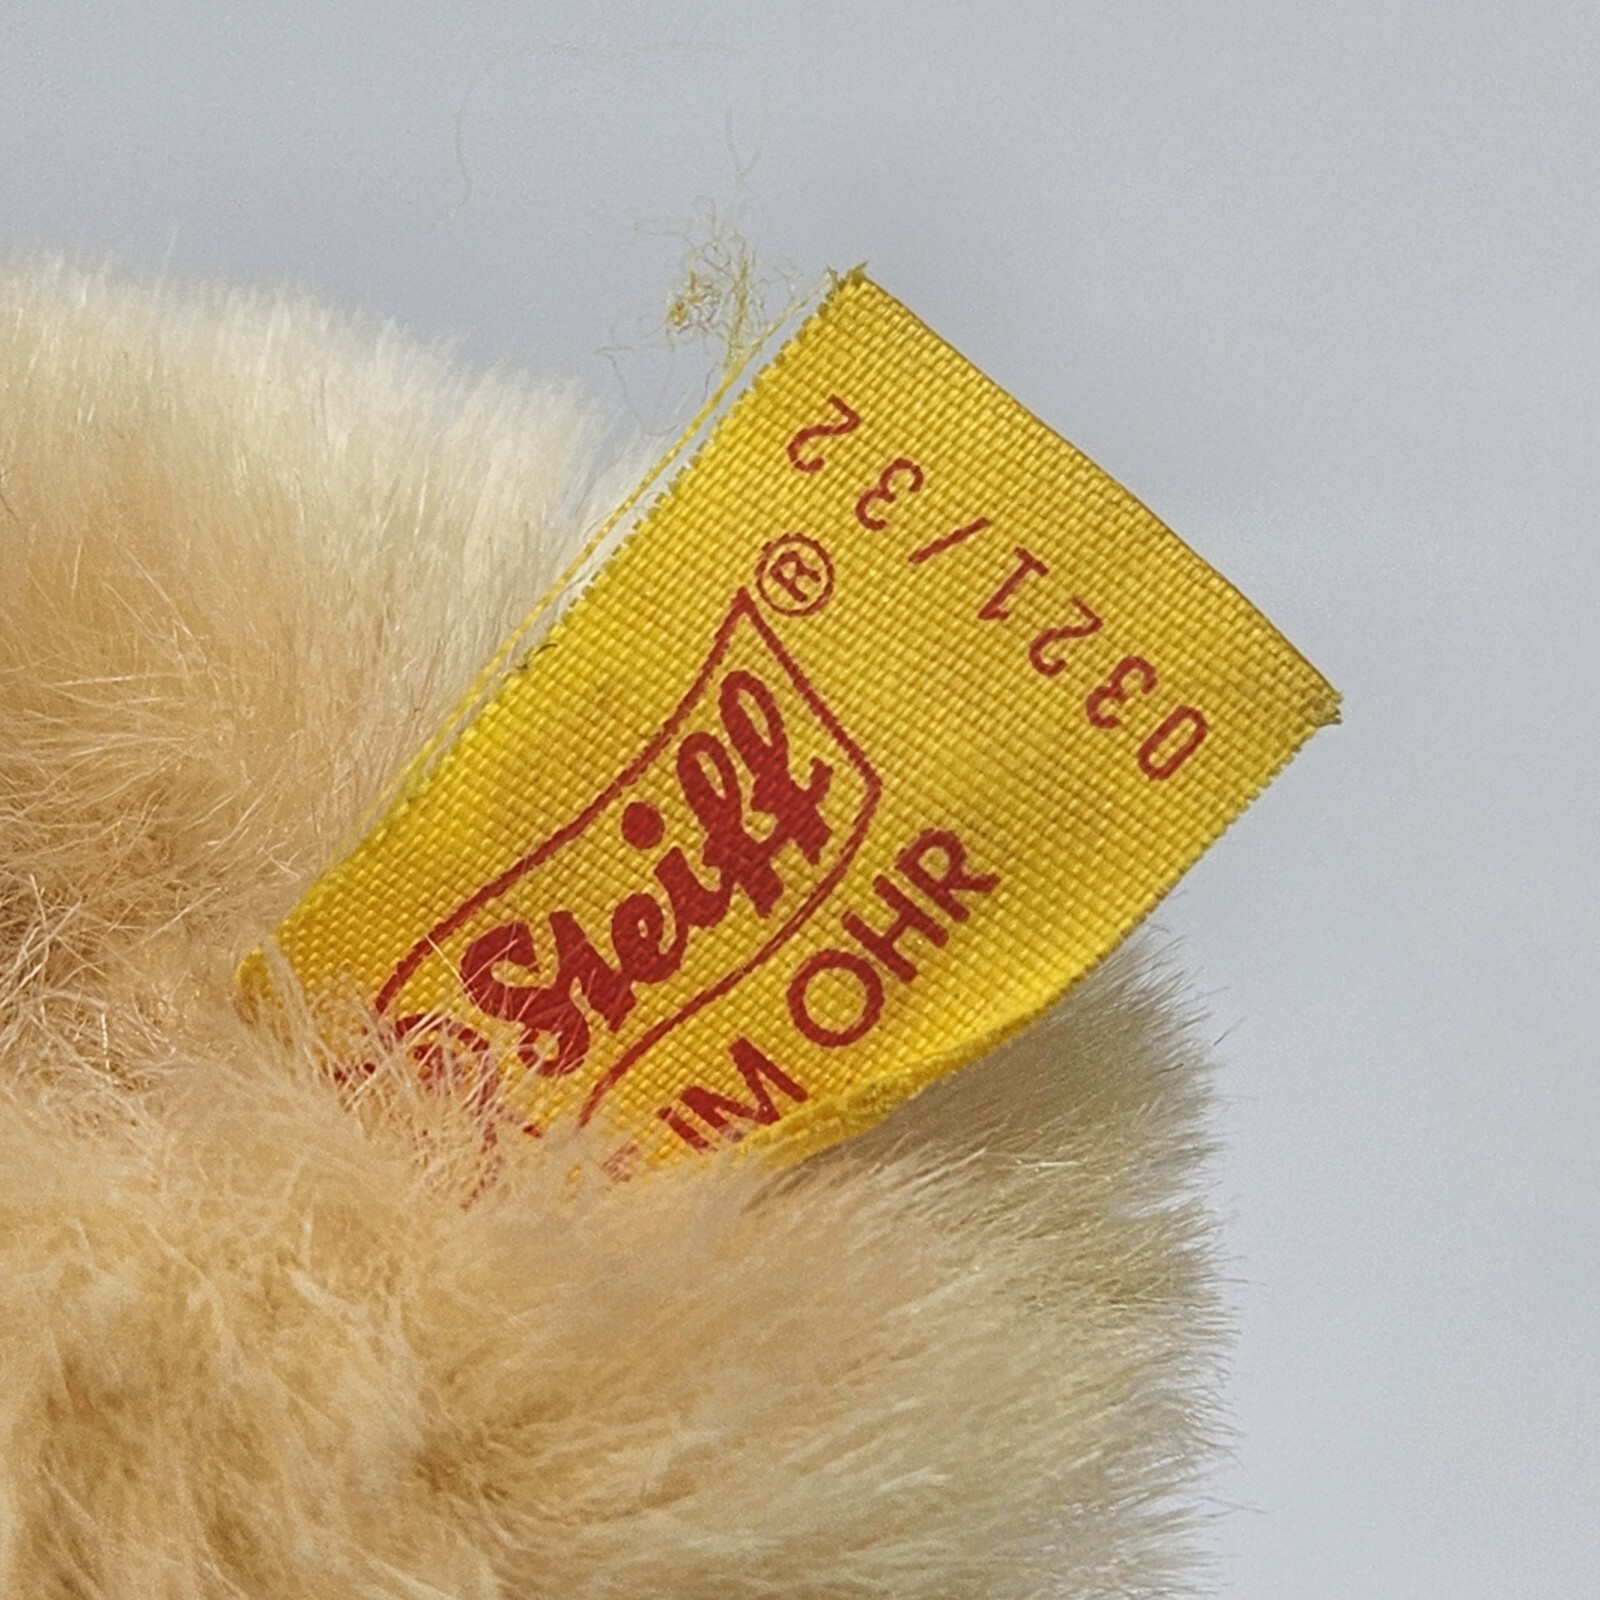 Steiff®
IM OHR
0321/32